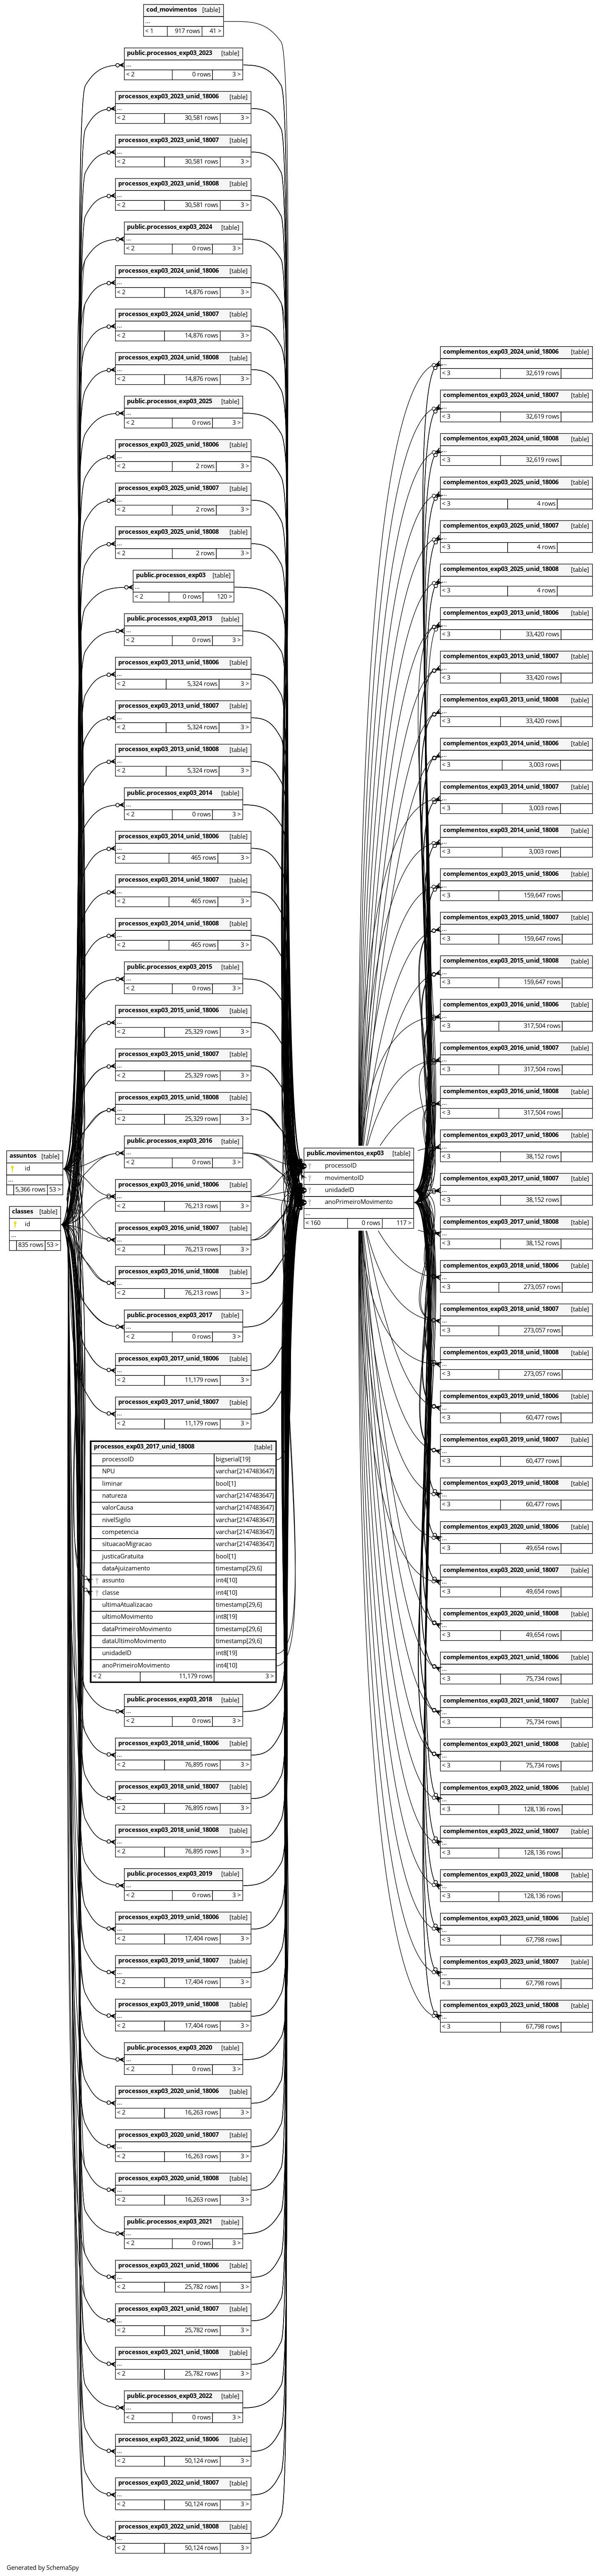 cod_movimentos [table]
...
< 1 917 rows 41 >
public.processos_exp03_2023 [table]
...
< 2 0 rows 3 >
processos_exp03_2023_unid_18006 [table]
...
< 2 30,581 rows 3 >
processos_exp03_2023_unid_18007 [table]
...
< 2 30,581 rows 3 >
processos_exp03_2023_unid_18008 [table]
...
< 2 30,581 rows 3 >
public.processos_exp03_2024 [table]
...
< 2 0 rows 3 >
processos_exp03_2024_unid_18006 [table]
...
< 2 14,876 rows 3 >
processos_exp03_2024_unid_18007 [table]
...
< 2 14,876 rows 3 >
processos_exp03_2024_unid_18008 [table]
...
< 2 14,876 rows 3 >
public.processos_exp03_2025 [table]
...
< 2 0 rows 3 >
processos_exp03_2025_unid_18006 [table]
...
< 2 2 rows 3 >
processos_exp03_2025_unid_18007 [table]
...
< 2 2 rows 3 >
processos_exp03_2025_unid_18008 [table]
...
< 2 2 rows 3 >
public.processos_exp03 [table]
...
< 2 0 rows 120 >
public.processos_exp03_2013 [table]
...
< 2 0 rows 3 >
processos_exp03_2013_unid_18006 [table]
...
< 2 5,324 rows 3 >
processos_exp03_2013_unid_18007 [table]
...
< 2 5,324 rows 3 >
processos_exp03_2013_unid_18008 [table]
...
< 2 5,324 rows 3 >
public.processos_exp03_2014 [table]
...
< 2 0 rows 3 >
processos_exp03_2014_unid_18006 [table]
...
< 2 465 rows 3 >
processos_exp03_2014_unid_18007 [table]
...
< 2 465 rows 3 >
processos_exp03_2014_unid_18008 [table]
...
< 2 465 rows 3 >
public.processos_exp03_2015 [table]
...
< 2 0 rows 3 >
processos_exp03_2015_unid_18006 [table]
...
< 2 25,329 rows 3 >
processos_exp03_2015_unid_18007 [table]
...
< 2 25,329 rows 3 >
processos_exp03_2015_unid_18008 [table]
...
< 2 25,329 rows 3 >
public.processos_exp03_2016 [table]
...
< 2 0 rows 3 >
processos_exp03_2016_unid_18006 [table]
...
< 2 76,213 rows 3 >
processos_exp03_2016_unid_18007 [table]
...
< 2 76,213 rows 3 >
processos_exp03_2016_unid_18008 [table]
...
< 2 76,213 rows 3 >
public.processos_exp03_2017 [table]
...
< 2 0 rows 3 >
processos_exp03_2017_unid_18006 [table]
...
< 2 11,179 rows 3 >
processos_exp03_2017_unid_18007 [table]
...
< 2 11,179 rows 3 >
processos_exp03_2017_unid_18008 [table]
processoID bigserial[19]
NPU varchar[2147483647]
liminar bool[1]
natureza varchar[2147483647]
valorCausa varchar[2147483647]
nivelSigilo varchar[2147483647]
competencia varchar[2147483647]
situacaoMigracao varchar[2147483647]
justicaGratuita bool[1]
dataAjuizamento timestamp[29,6]
assunto int4[10]
classe int4[10]
ultimaAtualizacao timestamp[29,6]
ultimoMovimento int8[19]
dataPrimeiroMovimento timestamp[29,6]
dataUltimoMovimento timestamp[29,6]
unidadeID int8[19]
anoPrimeiroMovimento int4[10]
< 2 11,179 rows 3 >
public.processos_exp03_2018 [table]
...
< 2 0 rows 3 >
processos_exp03_2018_unid_18006 [table]
...
< 2 76,895 rows 3 >
processos_exp03_2018_unid_18007 [table]
...
< 2 76,895 rows 3 >
processos_exp03_2018_unid_18008 [table]
...
< 2 76,895 rows 3 >
public.processos_exp03_2019 [table]
...
< 2 0 rows 3 >
processos_exp03_2019_unid_18006 [table]
...
< 2 17,404 rows 3 >
processos_exp03_2019_unid_18007 [table]
...
< 2 17,404 rows 3 >
processos_exp03_2019_unid_18008 [table]
...
< 2 17,404 rows 3 >
public.processos_exp03_2020 [table]
...
< 2 0 rows 3 >
processos_exp03_2020_unid_18006 [table]
...
< 2 16,263 rows 3 >
processos_exp03_2020_unid_18007 [table]
...
< 2 16,263 rows 3 >
processos_exp03_2020_unid_18008 [table]
...
< 2 16,263 rows 3 >
public.processos_exp03_2021 [table]
...
< 2 0 rows 3 >
processos_exp03_2021_unid_18006 [table]
...
< 2 25,782 rows 3 >
processos_exp03_2021_unid_18007 [table]
...
< 2 25,782 rows 3 >
processos_exp03_2021_unid_18008 [table]
...
< 2 25,782 rows 3 >
public.processos_exp03_2022 [table]
...
< 2 0 rows 3 >
processos_exp03_2022_unid_18006 [table]
...
< 2 50,124 rows 3 >
processos_exp03_2022_unid_18007 [table]
...
< 2 50,124 rows 3 >
processos_exp03_2022_unid_18008 [table]
...
< 2 50,124 rows 3 >
assuntos [table]
id
...
5,366 rows 53 >
classes [table]
id
...
835 rows 53 >
public.movimentos_exp03 [table]
processoID
movimentoID
unidadeID
anoPrimeiroMovimento
...
< 160 0 rows 117 >
complementos_exp03_2024_unid_18006 [table]
...
< 3 32,619 rows
complementos_exp03_2024_unid_18007 [table]
...
< 3 32,619 rows
complementos_exp03_2024_unid_18008 [table]
...
< 3 32,619 rows
complementos_exp03_2025_unid_18006 [table]
...
< 3 4 rows
complementos_exp03_2025_unid_18007 [table]
...
< 3 4 rows
complementos_exp03_2025_unid_18008 [table]
...
< 3 4 rows
complementos_exp03_2013_unid_18006 [table]
...
< 3 33,420 rows
complementos_exp03_2013_unid_18007 [table]
...
< 3 33,420 rows
complementos_exp03_2013_unid_18008 [table]
...
< 3 33,420 rows
complementos_exp03_2014_unid_18006 [table]
...
< 3 3,003 rows
complementos_exp03_2014_unid_18007 [table]
...
< 3 3,003 rows
complementos_exp03_2014_unid_18008 [table]
...
< 3 3,003 rows
complementos_exp03_2015_unid_18006 [table]
...
< 3 159,647 rows
complementos_exp03_2015_unid_18007 [table]
...
< 3 159,647 rows
complementos_exp03_2015_unid_18008 [table]
...
< 3 159,647 rows
complementos_exp03_2016_unid_18006 [table]
...
< 3 317,504 rows
complementos_exp03_2016_unid_18007 [table]
...
< 3 317,504 rows
complementos_exp03_2016_unid_18008 [table]
...
< 3 317,504 rows
complementos_exp03_2017_unid_18006 [table]
...
< 3 38,152 rows
complementos_exp03_2017_unid_18007 [table]
...
< 3 38,152 rows
complementos_exp03_2017_unid_18008 [table]
...
< 3 38,152 rows
complementos_exp03_2018_unid_18006 [table]
...
< 3 273,057 rows
complementos_exp03_2018_unid_18007 [table]
...
< 3 273,057 rows
complementos_exp03_2018_unid_18008 [table]
...
< 3 273,057 rows
complementos_exp03_2019_unid_18006 [table]
...
< 3 60,477 rows
complementos_exp03_2019_unid_18007 [table]
...
< 3 60,477 rows
complementos_exp03_2019_unid_18008 [table]
...
< 3 60,477 rows
complementos_exp03_2020_unid_18006 [table]
...
< 3 49,654 rows
complementos_exp03_2020_unid_18007 [table]
...
< 3 49,654 rows
complementos_exp03_2020_unid_18008 [table]
...
< 3 49,654 rows
complementos_exp03_2021_unid_18006 [table]
...
< 3 75,734 rows
complementos_exp03_2021_unid_18007 [table]
...
< 3 75,734 rows
complementos_exp03_2021_unid_18008 [table]
...
< 3 75,734 rows
complementos_exp03_2022_unid_18006 [table]
...
< 3 128,136 rows
complementos_exp03_2022_unid_18007 [table]
...
< 3 128,136 rows
complementos_exp03_2022_unid_18008 [table]
...
< 3 128,136 rows
complementos_exp03_2023_unid_18006 [table]
...
< 3 67,798 rows
complementos_exp03_2023_unid_18007 [table]
...
< 3 67,798 rows
complementos_exp03_2023_unid_18008 [table]
...
< 3 67,798 rows
Generated by SchemaSpy